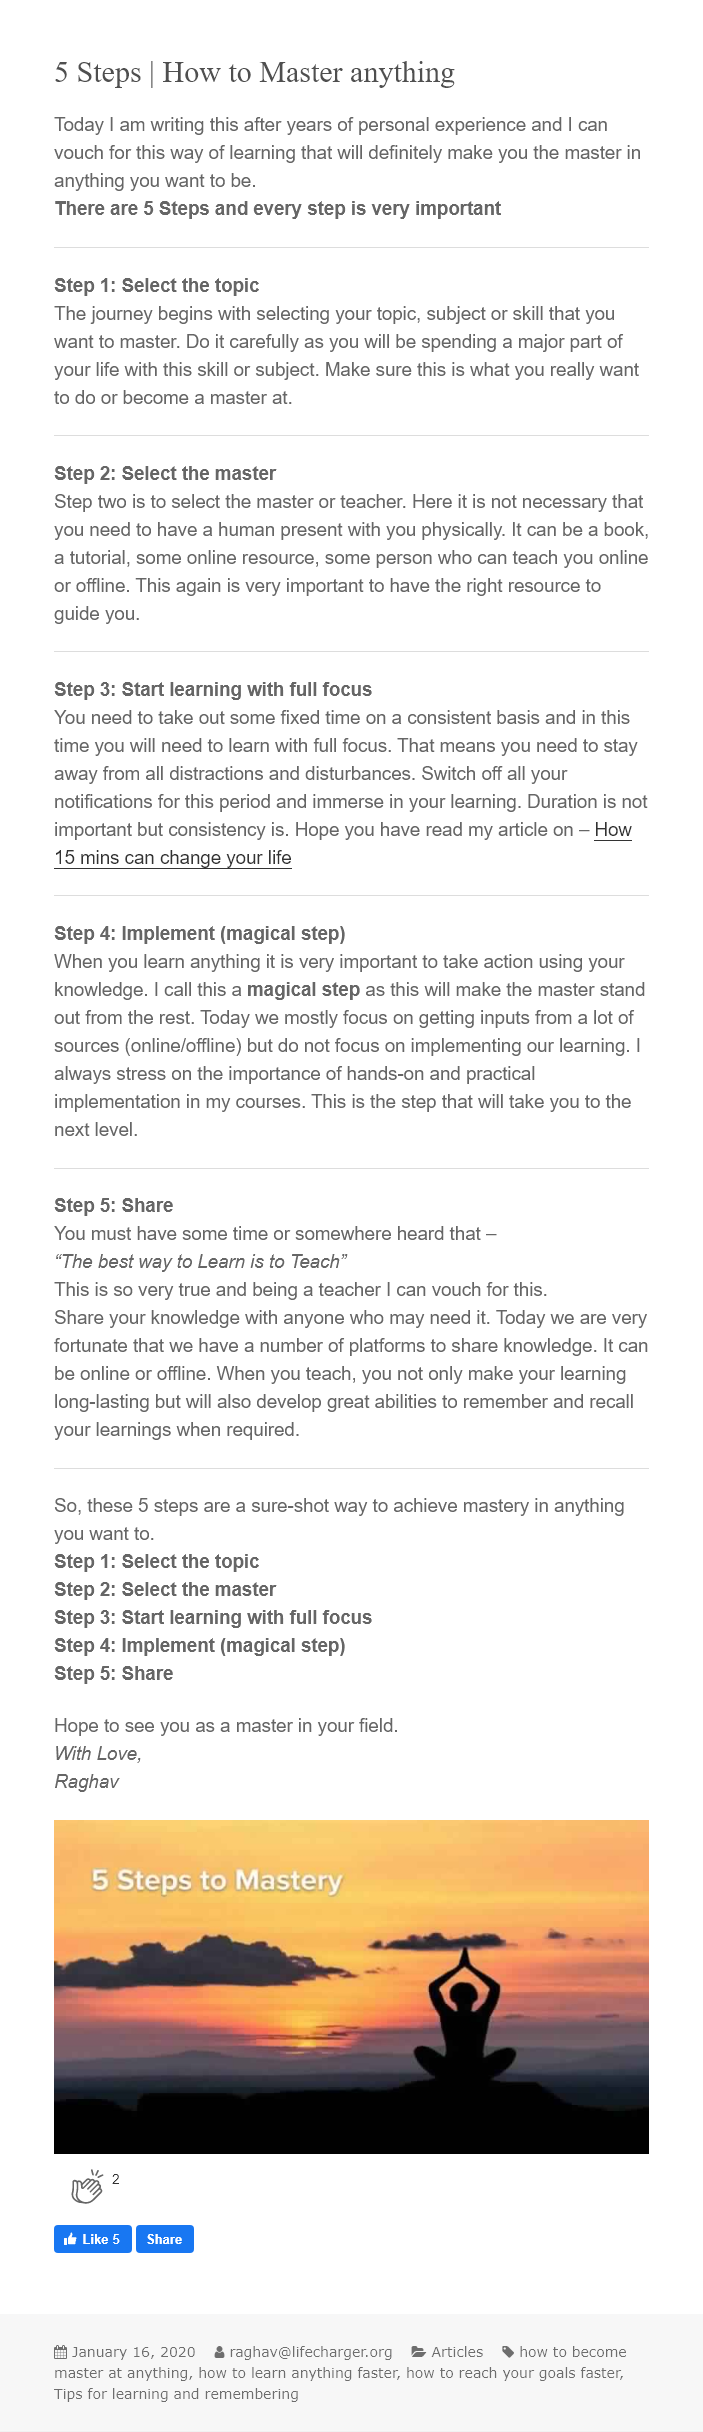 5 Steps | How to Master anything
Today I am writing this after years of personal experience and I can
vouch for this way of learning that will definitely make you the master in
anything you want to be.
There are 5 Steps and every step is very important
Step 1: Select the topic
The journey begins with selecting your topic, subject or skill that you
want to master. Do it carefully as you will be spending a major part of
your life with this skill or subject. Make sure this is what you really want
to do or become a master at.
Step 2: Select the master
Step two is to select the master or teacher. Here it is not necessary that
you need to have a human present with you physically. It can be a book,
a tutorial, some online resource, some person who can teach you online
or offline. This again is very important to have the right resource to
guide you.
Step 3: Start learning with full focus
You need to take out some fixed time on a consistent basis and in this
time you will need to learn with full focus. That means you need to stay
away from all distractions and disturbances. Switch off all your
notifications for this period and immerse in your learning. Duration is not
important but consistency is. Hope you have read my article on – How
15 mins can change your life
Step 4: Implement (magical step)
When you learn anything it is very important to take action using your
knowledge. I call this a magical step as this will make the master stand
out from the rest. Today we mostly focus on getting inputs from a lot of
sources (online/offline) but do not focus on implementing our learning. I
always stress on the importance of hands-on and practical
implementation in my courses. This is the step that will take you to the
next level.
Step 5: Share
You must have some time or somewhere heard that –
“The best way to Learn is to Teach”
This is so very true and being a teacher I can vouch for this.
Share your knowledge with anyone who may need it. Today we are very
fortunate that we have a number of platforms to share knowledge. It can
be online or offline. When you teach, you not only make your learning
long-lasting but will also develop great abilities to remember and recall
your learnings when required.
So, these 5 steps are a sure-shot way to achieve mastery in anything
you want to.
Step 1: Select the topic
Step 2: Select the master
Step 3: Start learning with full focus
Step 4: Implement (magical step)
Step 5: Share
Hope to see you as a master in your field.
With Love,
Raghav
5 Steps to Mastery
2
Like 5 Share
January 16, 2020 raghav@lifecharger.org Articles how to become
master at anything, how to learn anything faster, how to reach your goals faster,
Tips for learning and remembering